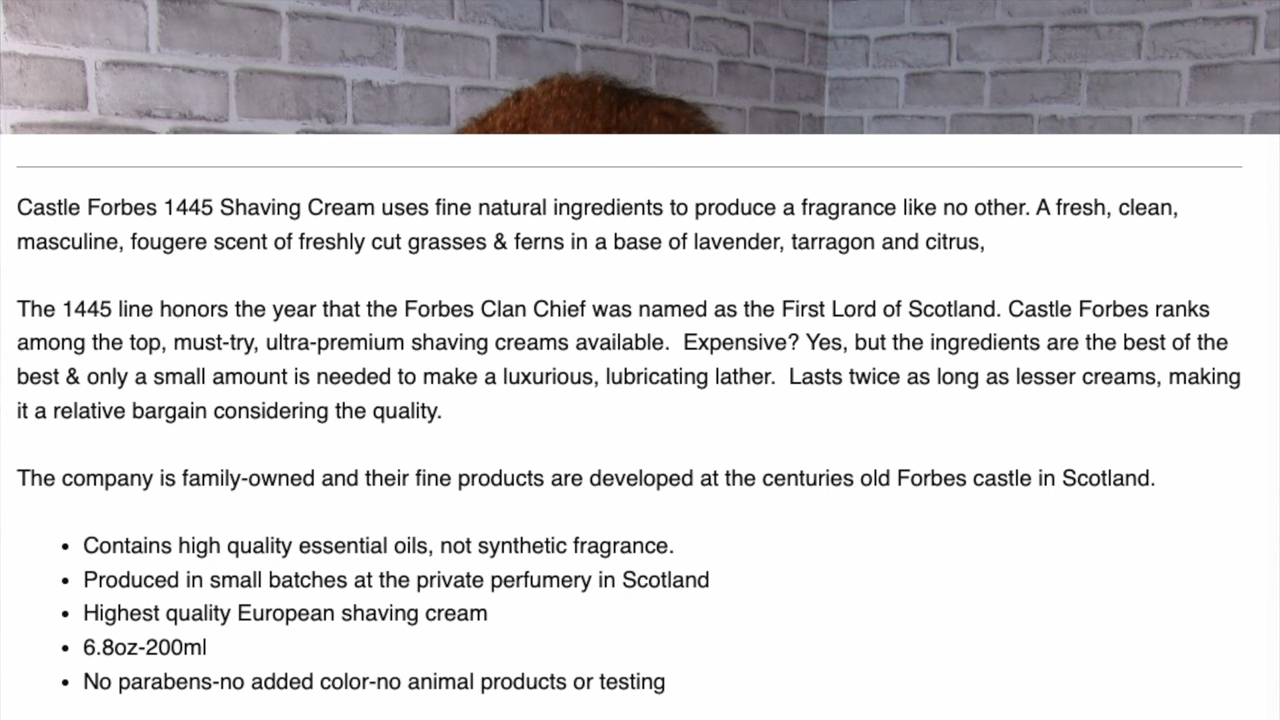 Castle Forbes 1445 Shaving Cream uses fine natural ingredients to produce a fragrance like no other. A fresh, clean,
masculine, fougere scent of freshly cut grasses & ferns in a base of lavender, tarragon and citrus,
The 1445 line honors the year that the Forbes Clan Chief was named as the First Lord of Scotland. Castle Forbes ranks
among the top, must-try, ultra-premium shaving creams available.  Expensive? Yes, but the ingredients are the best of the
best & only a small amount is needed to make a luxurious, lubricating lather.  Lasts twice as long as lesser creams, making
it a relative bargain considering the quality.
The company is family-owned and their fine products are developed at the centuries old Forbes castle in Scotland.
• Contains high quality essential oils, not synthetic fragrance.
• Produced in small batches at the private perfumery in Scotland
• Highest quality European shaving cream
• 6.8oz-200ml
• No parabens-no added color-no animal products or testing